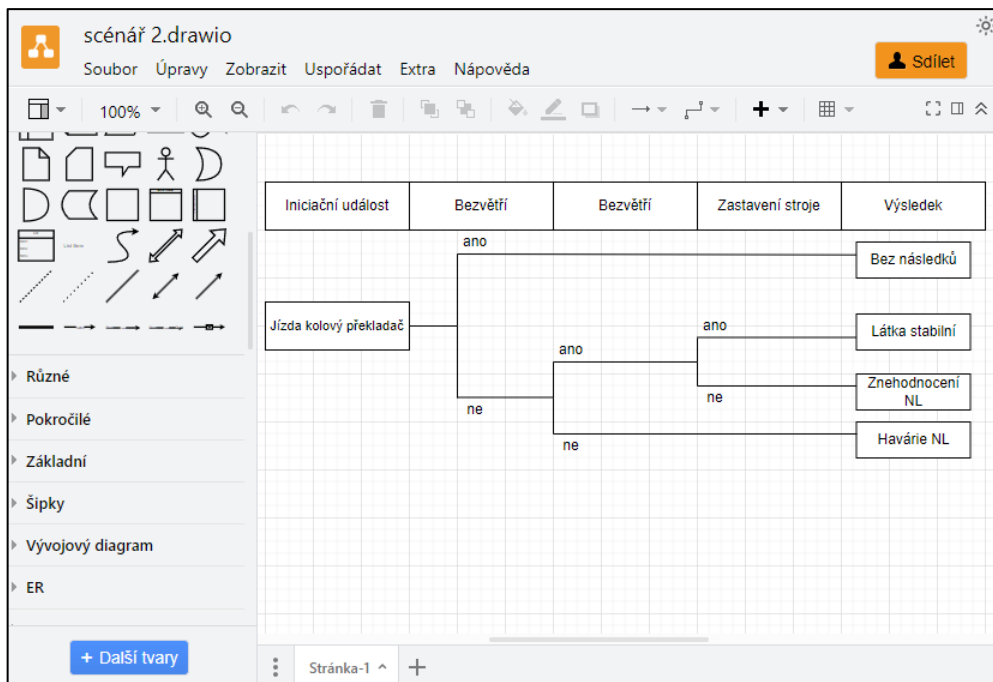 scénář 2.drawio
Soubor Úpravy Zobrazit Uspořádat Extra Nápověda
Sdílet
100%
Iniciační událost Bezvětří Bezvětří Zastavení stroje Výsledek
ano
Bez následků
Jízda kolový překladač
ano
ano
Látka stabilní
ne
ne
Znehodnocení
NL
ne
Havárie NL
Různé
Pokročilé
Základní
Šipky
Vývojový diagram
ER
+ Další tvary
Stránka-1